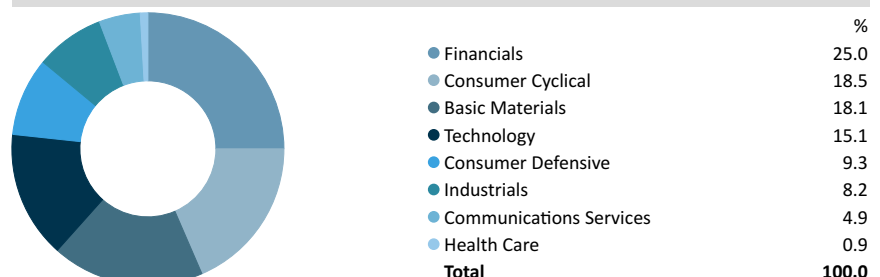 %
Financials 25.0
Consumer Cyclical 18.5
Basic Materials 18.1
Technology 15.1
Consumer Defensive 9.3
Industrials 8.2
Communications Services 4.9
Health Care 0.9
Total 100.0